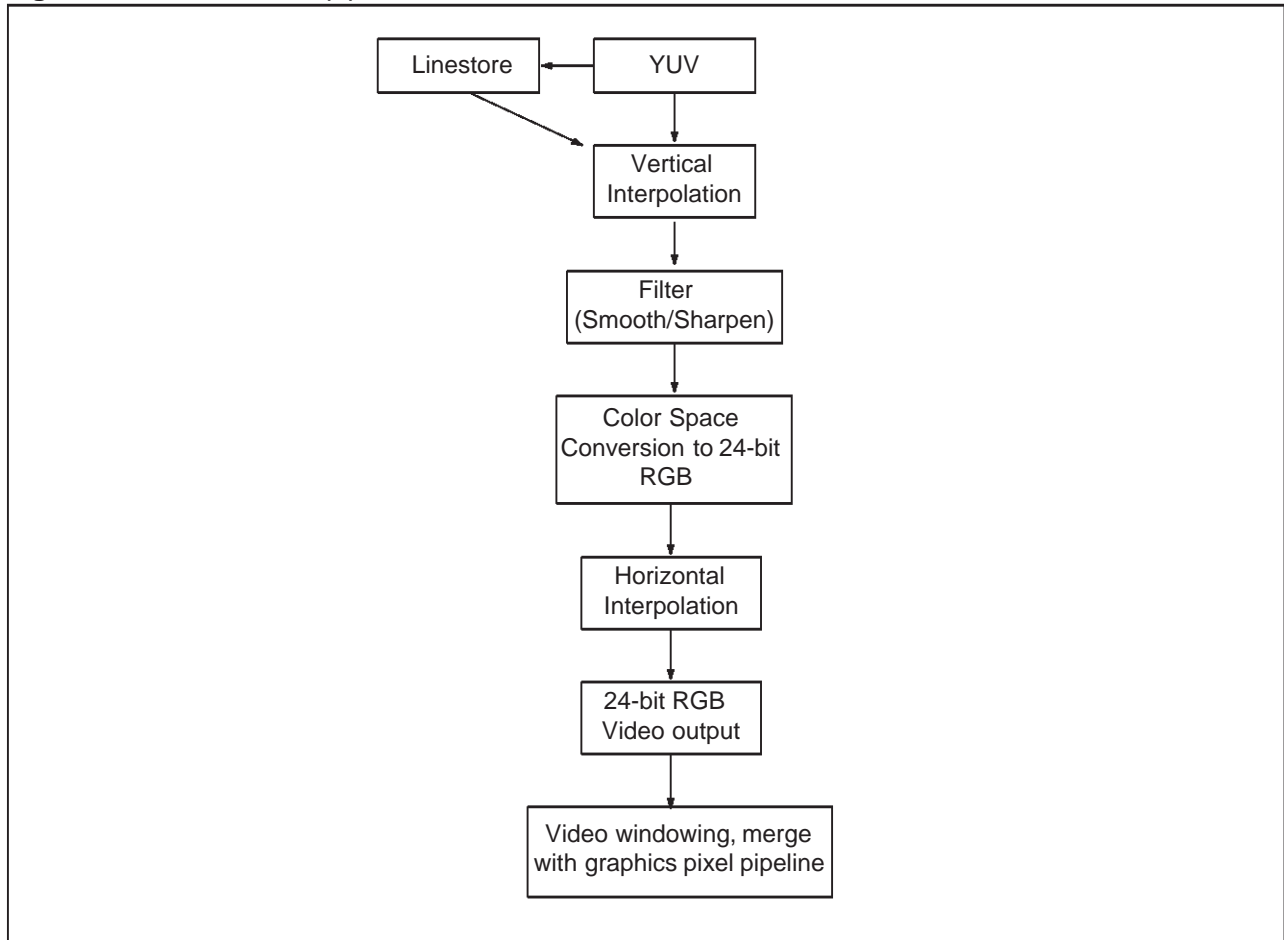 Linestore
YUV
Vertical
Interpolation
Filter
(Smooth/Sharpen)
Color Space
Conversion to 24-bit
RGB
Horizontal
Interpolation
24-bit RGB
Video output
Video windowing, merge
with graphics pixel pipeline